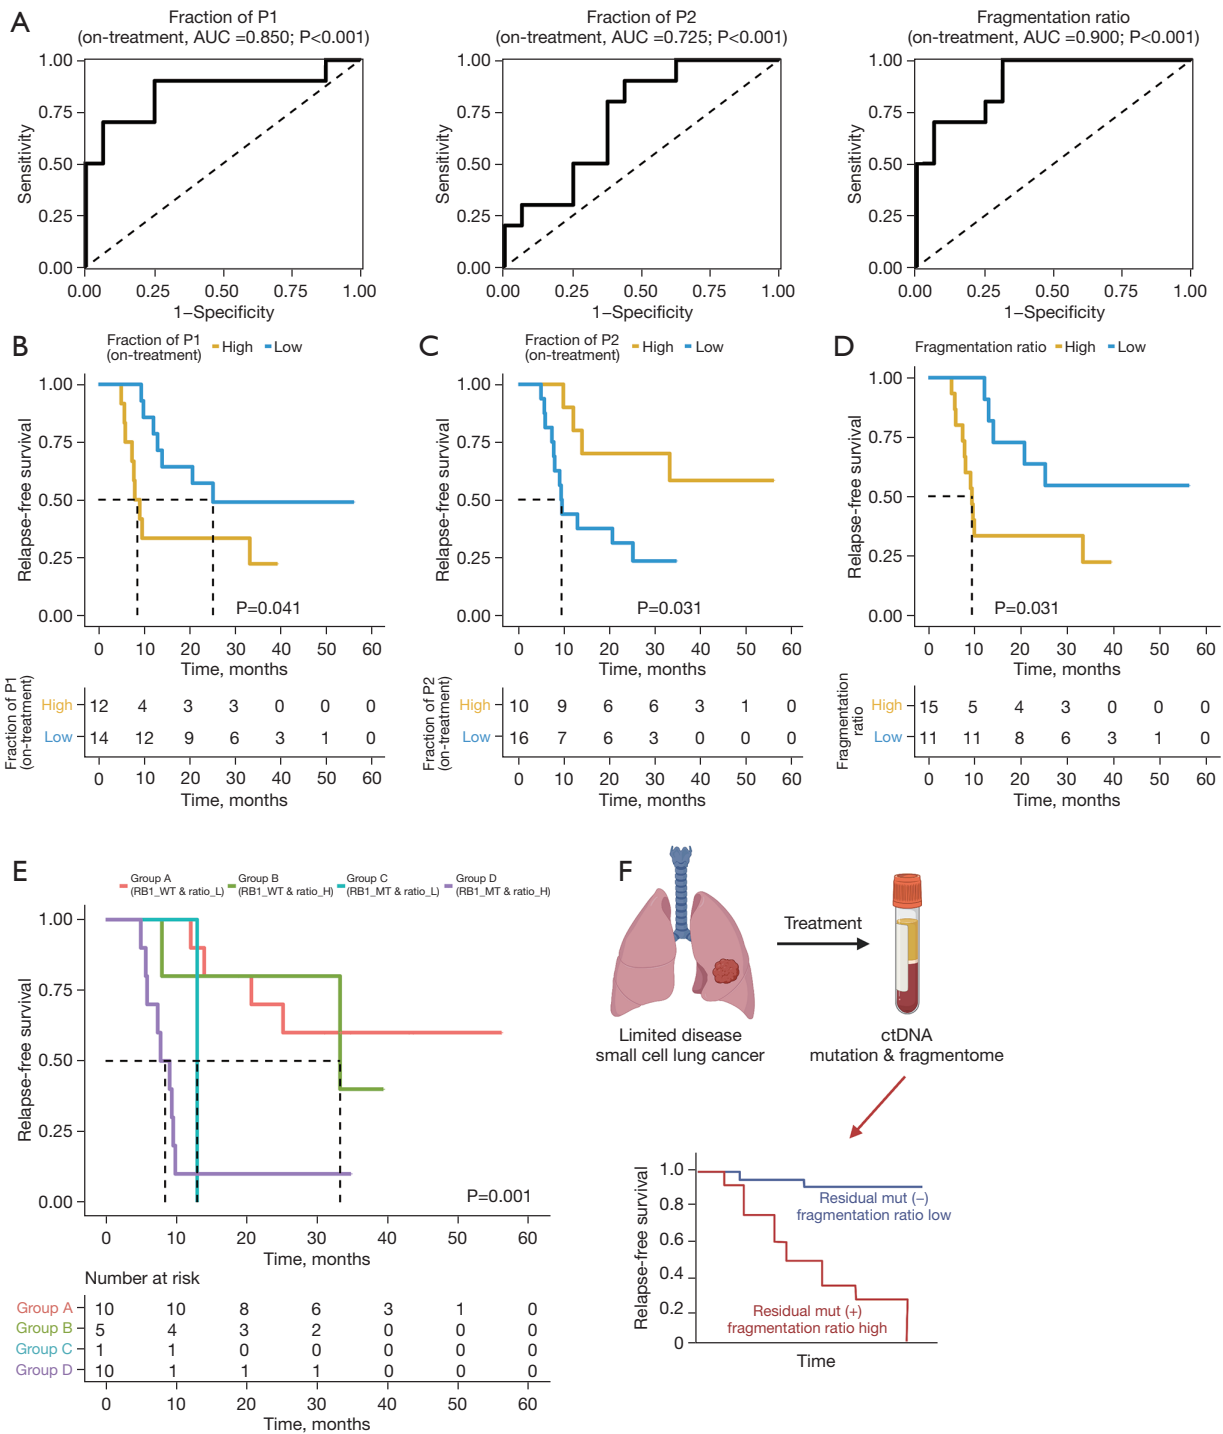 A
Fraction of P1
(on-treatment, AUC =0.850; P<0.001)
Fraction of P2
(on-treatment, AUC =0.725; P<0.001)
Fragmentation ratio
(on-treatment, AUC =0.900; P<0.001)
Sensitivity
1.00
0.75
0.50
0.25
0.00
0.00 0.25 0.50 0.75 1.00
1−Specificity
Sensitivity
1.00
0.75
0.50
0.25
0.00
0.00 0.25 0.50 0.75 1.00
1−Specificity
Sensitivity
1.00
0.75
0.50
0.25
0.00
0.00 0.25 0.50 0.75 1.00
1−Specificity
B
Fraction of P1
(on-treatment)
High Low
Relapse-free survival
1.00
0.75
0.50
0.25
0.00
P=0.041
0 10 20 30 40 50 60
Time, months
Fraction of P1
(on-treatment)
High 12 4 3 3 0 0 0
Low 14 12 9 6 3 1 0
0 10 20 30 40 50 60
Time, months
C
Fraction of P2
(on-treatment)
High Low
Relapse-free survival
1.00
0.75
0.50
0.25
0.00
P=0.031
0 10 20 30 40 50 60
Time, months
Fraction of P2
(on-treatment)
High 10 9 6 6 3 1 0
Low 16 7 6 3 0 0 0
0 10 20 30 40 50 60
Time, months
D
Fragmentation ratio High Low
Relapse-free survival
1.00
0.75
0.50
0.25
0.00
P=0.031
0 10 20 30 40 50 60
Time, months
Fragmentation
ratio
High 15 5 4 3 0 0 0
Low 11 11 8 6 3 1 0
0 10 20 30 40 50 60
Time, months
E
Group A
(RB1_WT & ratio_L)
Group B
(RB1_WT & ratio_H)
Group C
(RB1_MT & ratio_L)
Group D
(RB1_MT & ratio_H)
Relapse-free survival
1.00
0.75
0.50
0.25
0.00
P=0.001
0 10 20 30 40 50 60
Time, months
Number at risk
Group A 10 10 8 6 3 1 0
Group B 5 4 3 2 0 0 0
Group C 1 1 0 0 0 0 0
Group D 10 1 1 1 0 0 0
0 10 20 30 40 50 60
Time, months
F
Treatment
Limited disease
small cell lung cancer
ctDNA
mutation & fragmentome
Relapse-free survival
1.0
0.8
0.6
0.4
0.2
0
Residual mut (−)
fragmentation ratio low
Residual mut (+)
fragmentation ratio high
Time